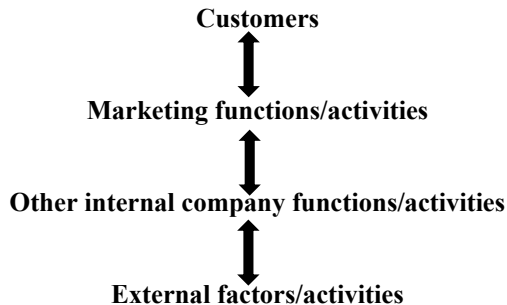 Customers
Marketing functions/activities
Other internal company functions/activities
External factors/activities